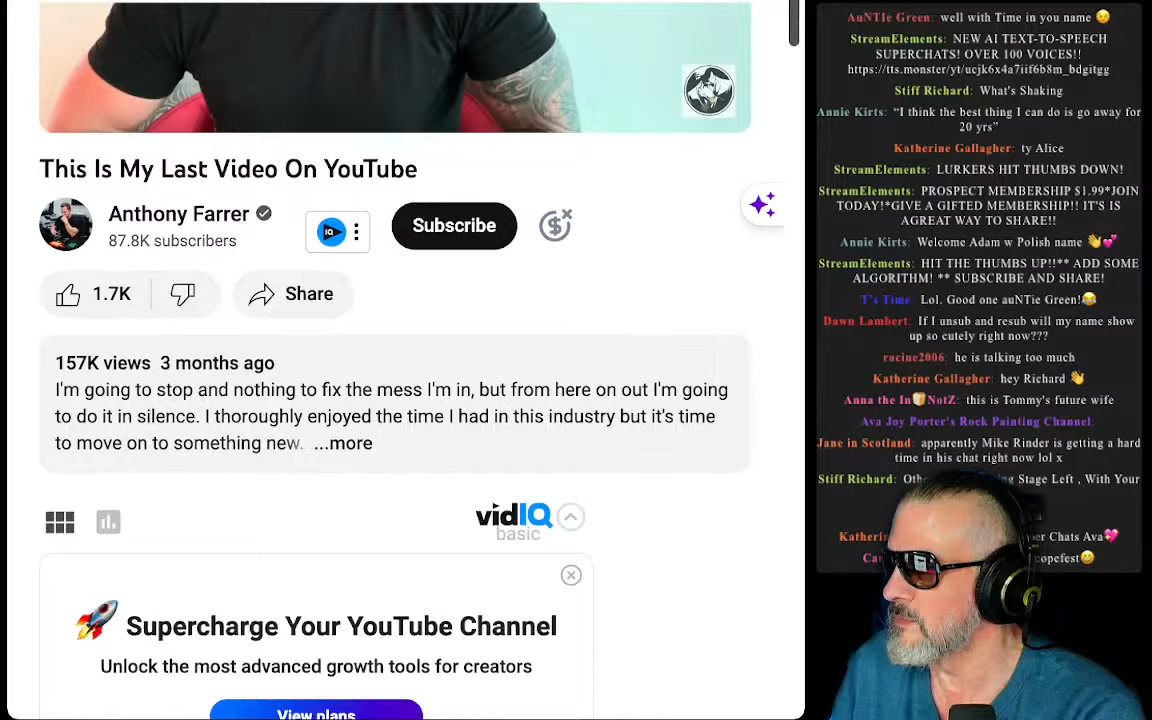 This Is My Last Video On YouTube
Anthony Farrer
87.8K subscribers
IQ
Subscribe
1.7K
Share
157K views 3 months ago
I'm going to stop and nothing to fix the mess I'm in, but from here on out I'm going
to do it in silence. I thoroughly enjoyed the time I had in this industry but it's time
to move on to something new. ...more
vidIQ
basic
Supercharge Your YouTube Channel
Unlock the most advanced growth tools for creators
View plans
AuNTIe Green: well with Time in you name 😉
StreamElements: NEW AI TEXT-TO-SPEECH
SUPERCHATS! OVER 100 VOICES!!
https://tts.monster/yt/ucjk6x4a7iif6b8m_bdgitgg
Stiff Richard: What's Shaking
Annie Kirts: “I think the best thing I can do is go away for
20 yrs”
Katherine Gallagher: ty Alice
StreamElements: LURKERS HIT THUMBS DOWN!
StreamElements: PROSPECT MEMBERSHIP $1.99*JOIN
TODAY!*GIVE A GIFTED MEMBERSHIP!! IT'S IS
AGREAT WAY TO SHARE!!
Annie Kirts: Welcome Adam w Polish name 👋💕
StreamElements: HIT THE THUMBS UP!!** ADD SOME
ALGORITHM! ** SUBSCRIBE AND SHARE!
T's Time: Lol. Good one auNTie Green!😂
Dawn Lambert: If I unsub and resub will my name show
up so cutely right now???
racine2006: he is talking too much
Katherine Gallagher: hey Richard 👋
Anna the In🍞NotZ: this is Tommy's future wife
Ava Joy Porter's Rock Painting Channel:
Jane in Scotland: apparently Mike Rinder is getting a hard
time in his chat right now lol x
Stiff Richard: Stage Left , With Your
Chats Ava💖